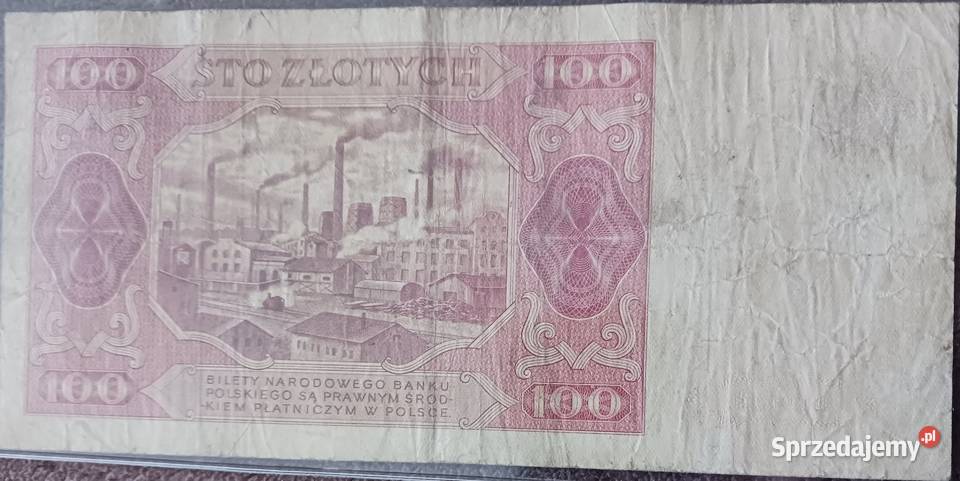 100 STO ZŁOTYCH 100
BILETY NARODOWEGO BANKU
POLSKIEGO SĄ PRAWNYM ŚROD-
-KIEM PŁATNICZYM W POLSCE.
100 100
Sprzedajemy.pl